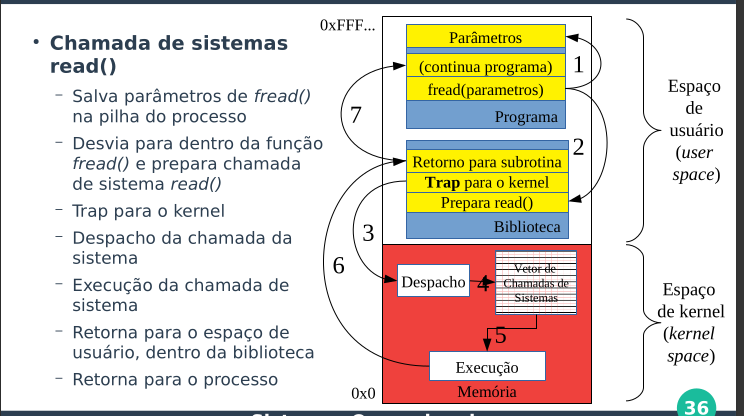 • Chamada de sistemas
read()
– Salva parâmetros de fread()
na pilha do processo
– Desvia para dentro da função
fread() e prepara chamada
de sistema read()
– Trap para o kernel
– Despacho da chamada da
sistema
– Execução da chamada de
sistema
– Retorna para o espaço de
usuário, dentro da biblioteca
– Retorna para o processo
0xFFF...
Parâmetros
(continua programa)
fread(parametros)
Programa
1
7
2
Retorno para subrotina
Trap para o kernel
Prepara read()
Biblioteca
3
6
Despacho
4
Vetor de
Chamadas de
Sistemas
5
Execução
0x0
Memória
Espaço
de
usuário
(user
space)
Espaço
de kernel
(kernel
space)
36